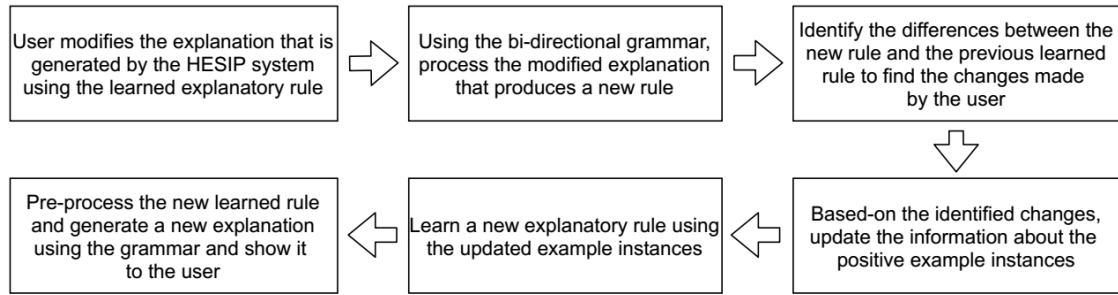 User modifies the explanation that is
generated by the HESIP system
using the learned explanatory rule
Using the bi-directional grammar,
process the modified explanation
that produces a new rule
Identify the differences between the
new rule and the previous learned
rule to find the changes made
by the user
Based-on the identified changes,
update the information about the
positive example instances
Learn a new explanatory rule using
the updated example instances
Pre-process the new learned rule
and generate a new explanation
using the grammar and show it
to the user